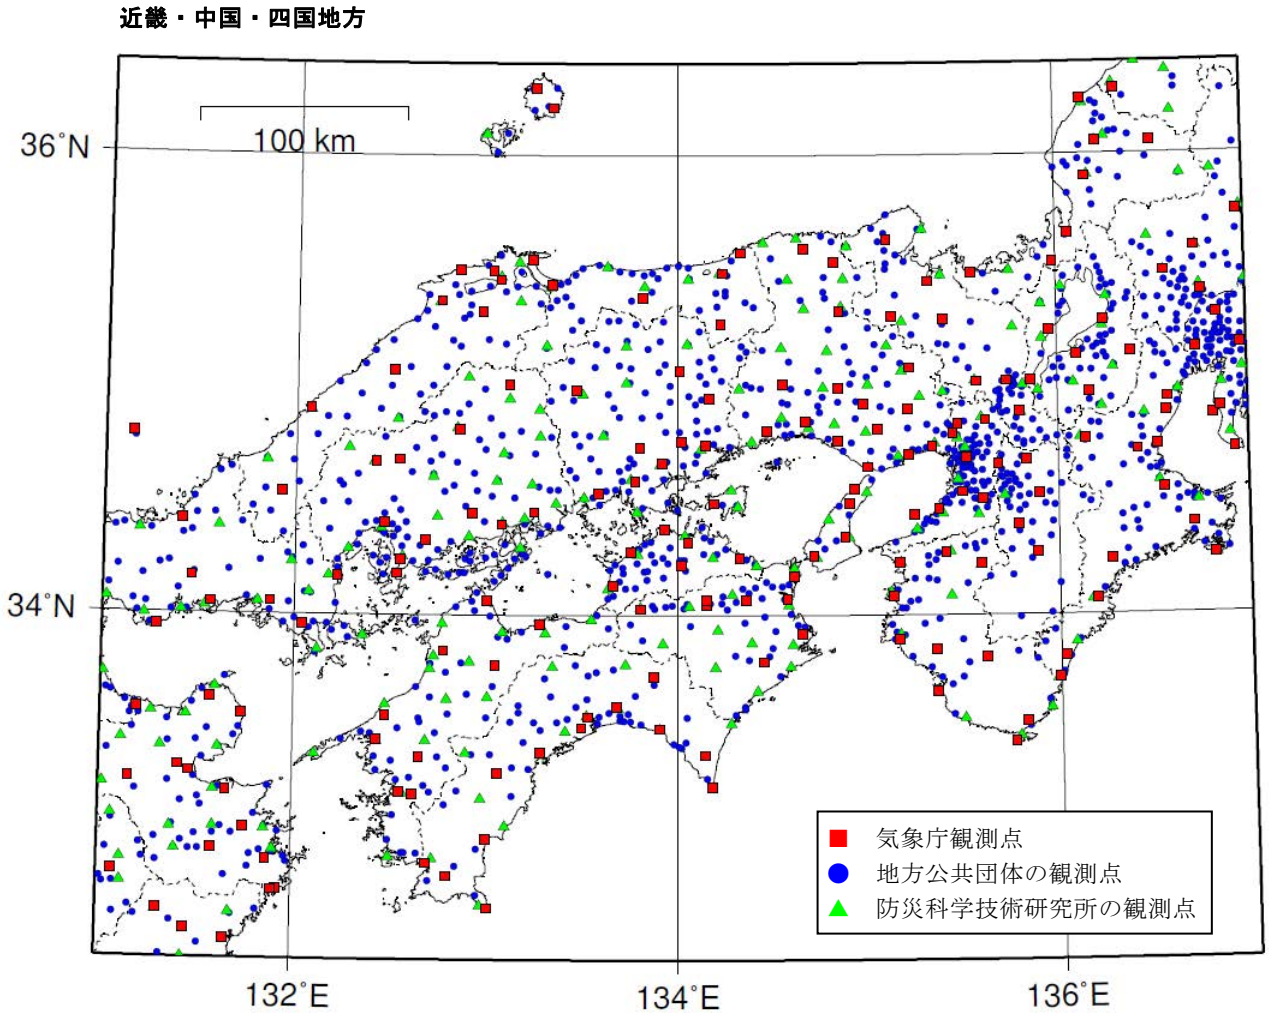 近畿・中国・四国地方
100 km
36°N
34°N
気象庁観測点
地方公共団体の観測点
防災科学技術研究所の観測点
132°E
134°E
136°E